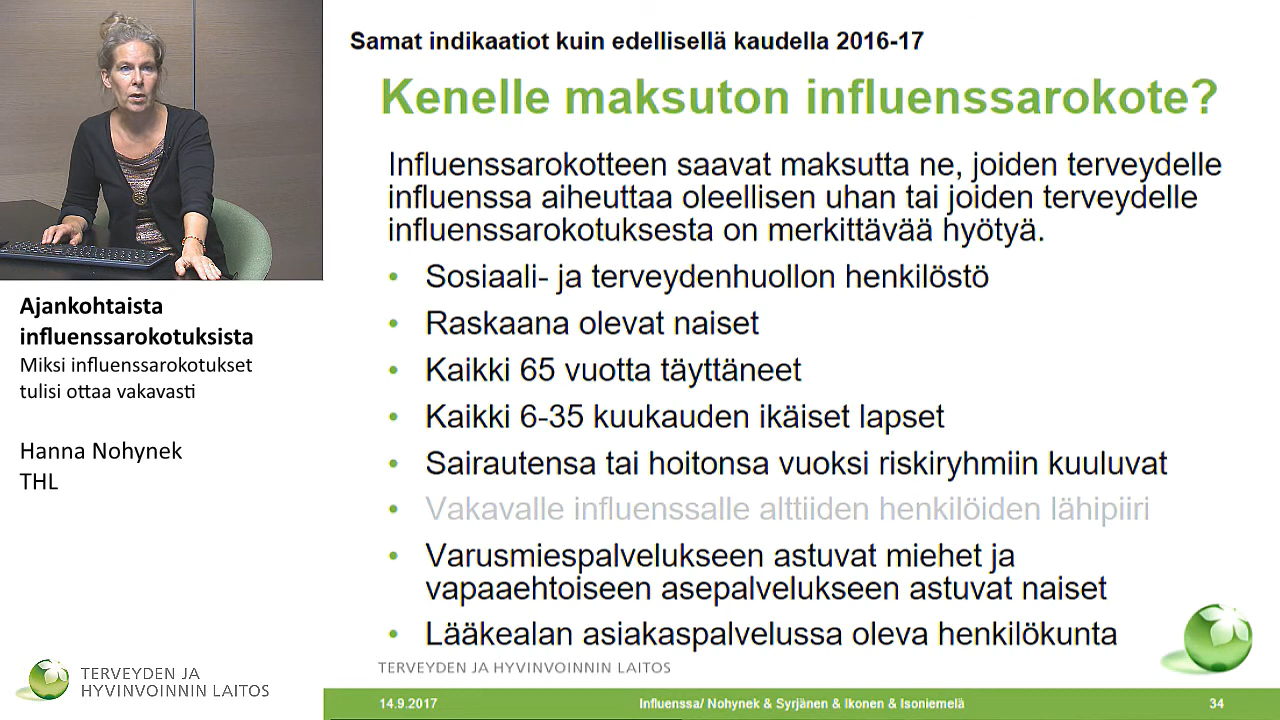 Samat indikaatiot kuin edellisellä kaudella 2016-17
Kenelle maksuton influenssarokote?
Influenssarokotteen saavat maksutta ne, joiden terveydelle
influenssa aiheuttaa oleellisen uhan tai joiden terveydelle
influenssarokotuksesta on merkittävää hyötyä.
• Sosiaali- ja terveydenhuollon henkilöstö
• Raskaana olevat naiset
• Kaikki 65 vuotta täyttäneet
• Kaikki 6-35 kuukauden ikäiset lapset
• Sairautensa tai hoitonsa vuoksi riskiryhmiin kuuluvat
• Vakavalle influenssalle alttiiden henkilöiden lähipiiri
• Varusmiespalvelukseen astuvat miehet ja
vapaaehtoiseen asepalvelukseen astuvat naiset
• Lääkealan asiakaspalvelussa oleva henkilökunta
TERVEYDEN JA HYVINVOINNIN LAITOS
14.9.2017
Influenssa/ Nohynek & Syrjänen & Ikonen & Isoniemelä
34
Ajankohtaista
influenssarokotuksista
Miksi influenssarokotukset
tulisi ottaa vakavasti
Hanna Nohynek
THL
TERVEYDEN JA
HYVINVOINNIN LAITOS